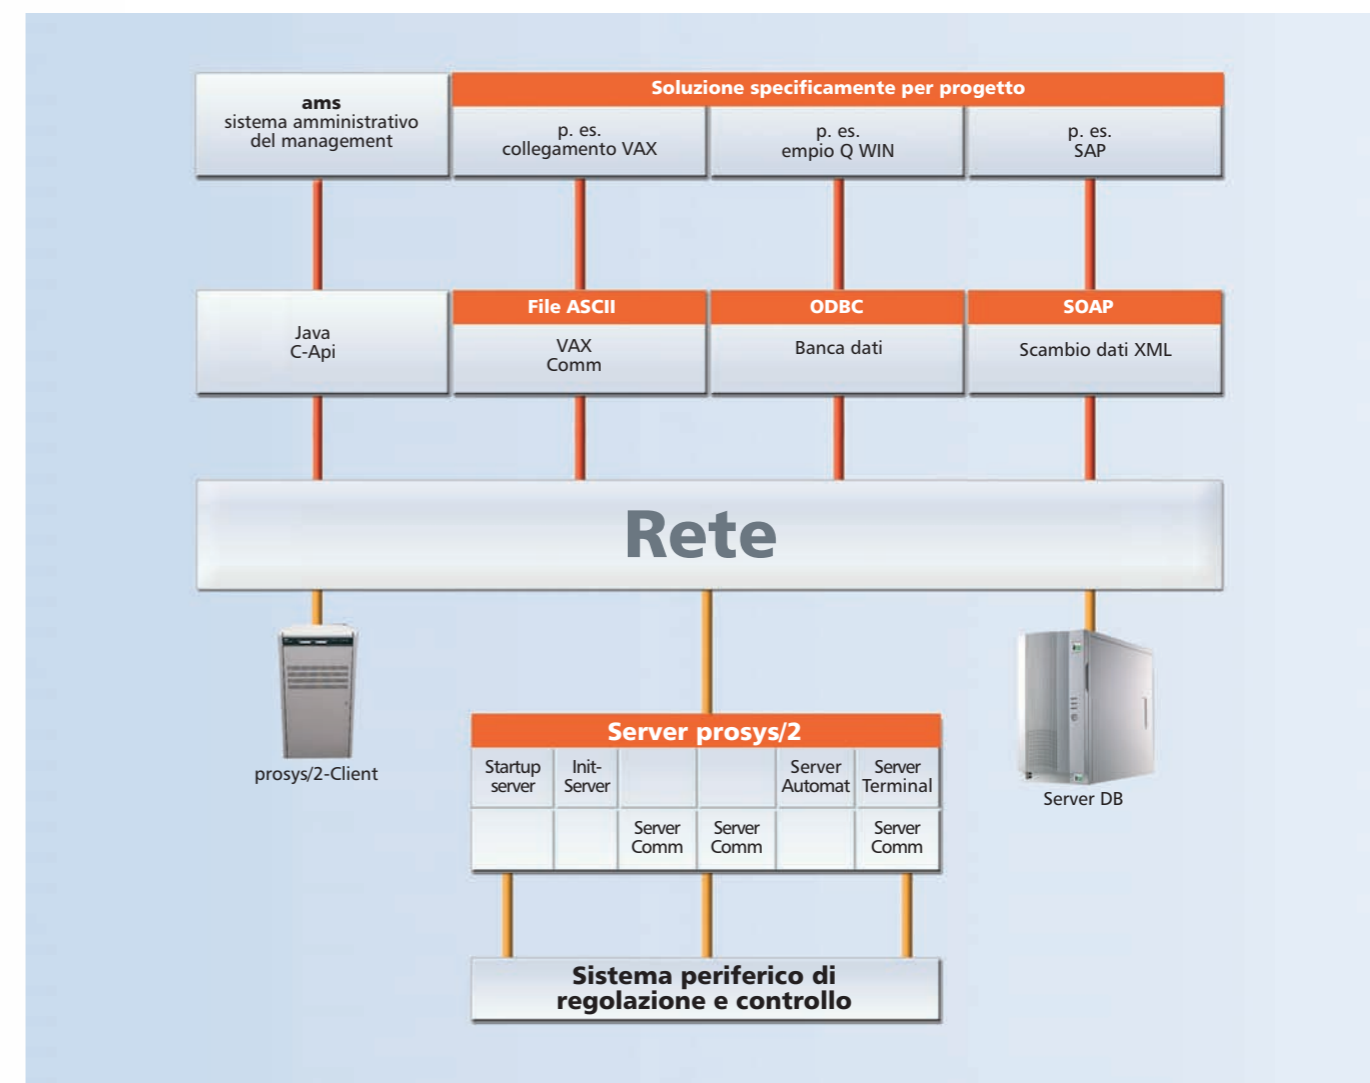 ams
sistema amministrativo
del management
Soluzione specificamente per progetto
p. es.
collegamento VAX
p. es.
empio Q WIN
p. es.
SAP
Java
C-Api
File ASCII
VAX
Comm
ODBC
Banca dati
SOAP
Scambio dati XML
Rete
prosys/2-Client
Server prosys/2
Startup
server
Init-
Server
Server
Automat
Server
Terminal
Server
Comm
Server
Comm
Server
Comm
Server DB
Sistema periferico di
regolazione e controllo